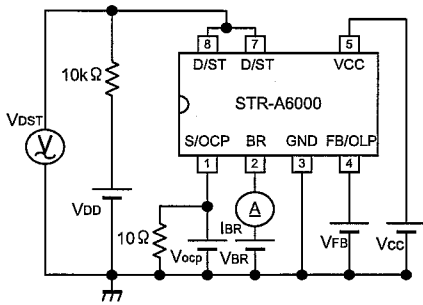 8 7 5
D/ST D/ST VCC
10kΩ
STR-A6000
VDST
V
S/OCP BR GND FB/OLP
1 2 3 4
A
VDD
10Ω
IBR
Vocp VBR VFB VCC